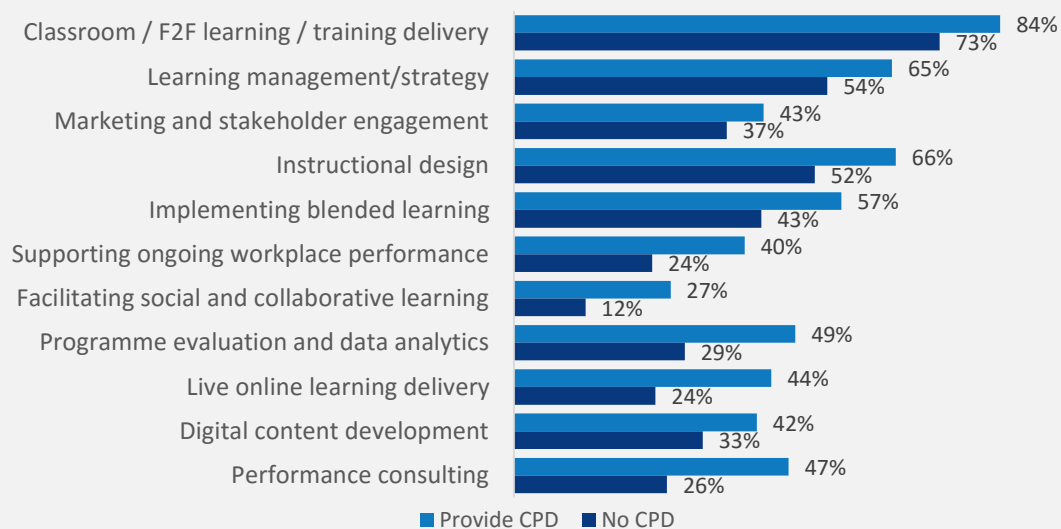 Classroom / F2F learning / training delivery
84%
73%
Learning management/strategy
65%
54%
Marketing and stakeholder engagement
43%
37%
Instructional design
66%
52%
Implementing blended learning
57%
43%
Supporting ongoing workplace performance
40%
24%
Facilitating social and collaborative learning
27%
12%
Programme evaluation and data analytics
49%
29%
Live online learning delivery
44%
24%
Digital content development
42%
33%
Performance consulting
47%
26%
Provide CPD No CPD